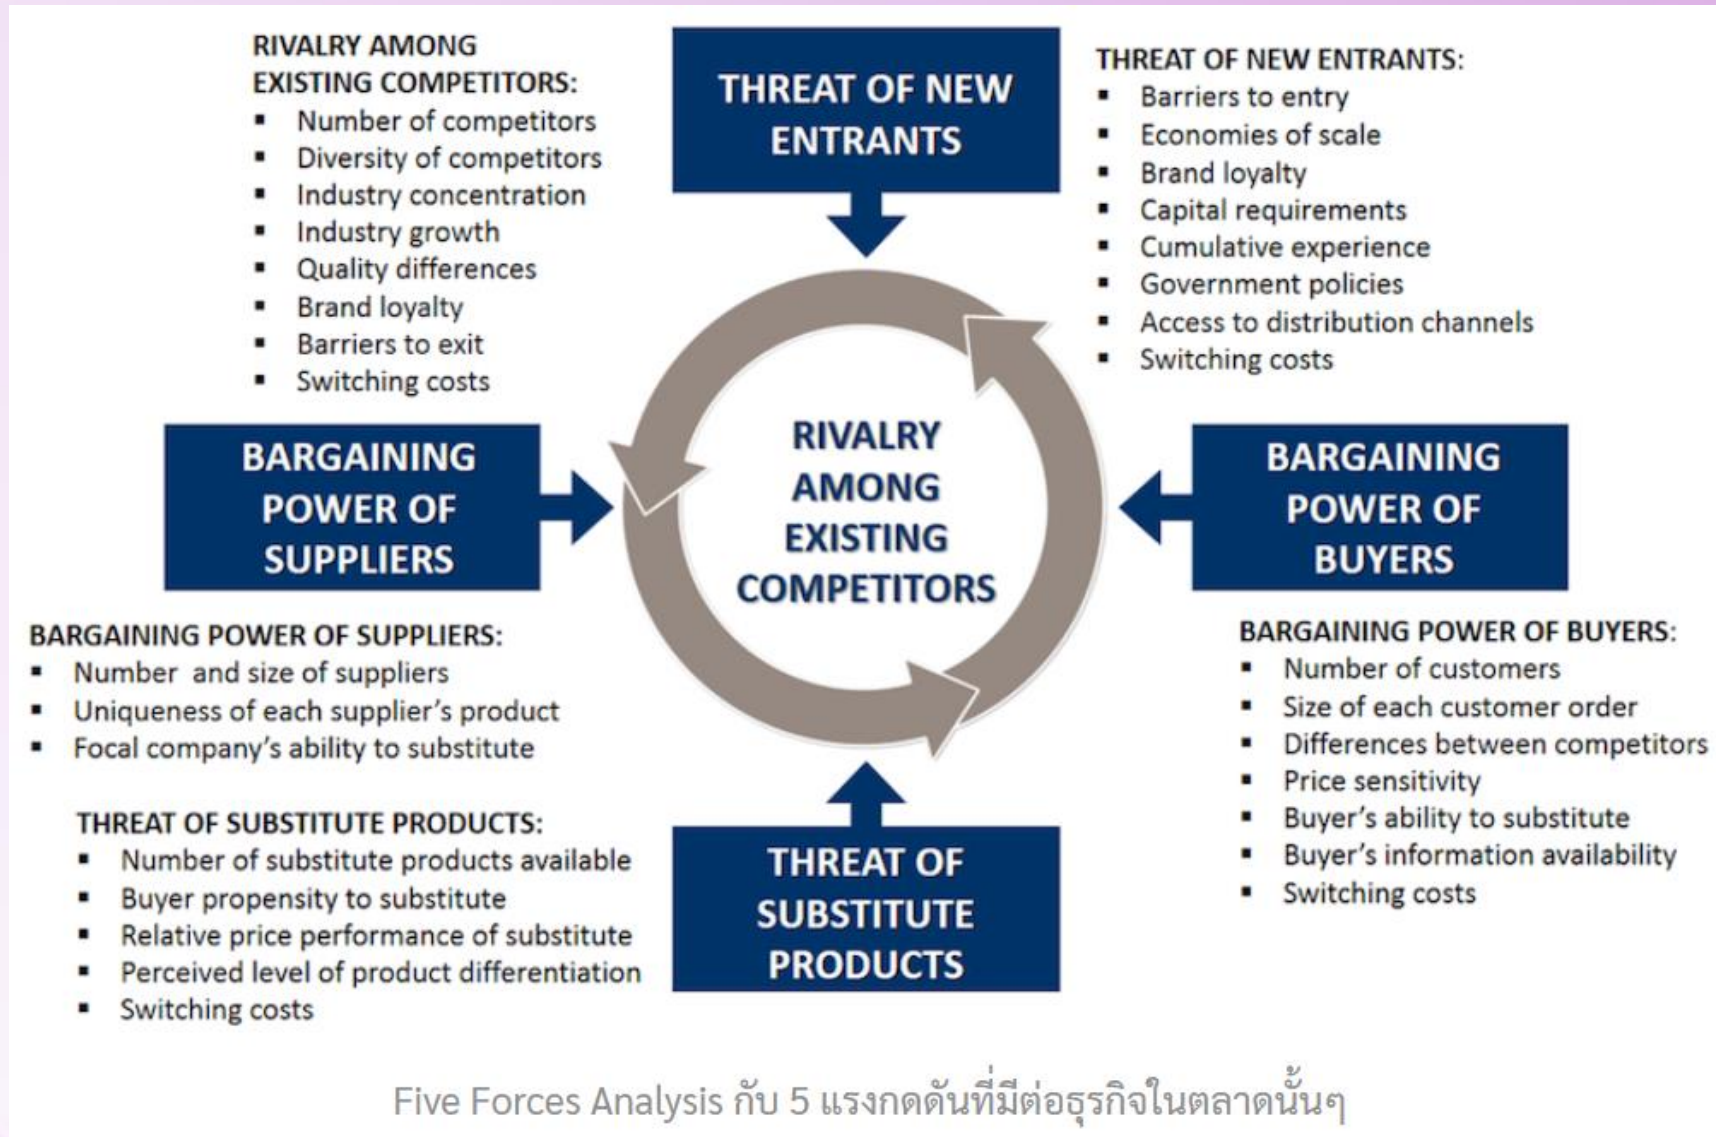 RIVALRY AMONG
EXISTING COMPETITORS:
▪ Number of competitors
▪ Diversity of competitors
▪ Industry concentration
▪ Industry growth
▪ Quality differences
▪ Brand loyalty
▪ Barriers to exit
▪ Switching costs
THREAT OF NEW
ENTRANTS
THREAT OF NEW ENTRANTS:
▪ Barriers to entry
▪ Economies of scale
▪ Brand loyalty
▪ Capital requirements
▪ Cumulative experience
▪ Government policies
▪ Access to distribution channels
▪ Switching costs
BARGAINING
POWER OF
SUPPLIERS
RIVALRY
AMONG
EXISTING
COMPETITORS
BARGAINING
POWER OF
BUYERS
BARGAINING POWER OF SUPPLIERS:
▪ Number and size of suppliers
▪ Uniqueness of each supplier's product
▪ Focal company's ability to substitute
THREAT OF SUBSTITUTE PRODUCTS:
▪ Number of substitute products available
▪ Buyer propensity to substitute
▪ Relative price performance of substitute
▪ Perceived level of product differentiation
▪ Switching costs
THREAT OF
SUBSTITUTE
PRODUCTS
BARGAINING POWER OF BUYERS:
▪ Number of customers
▪ Size of each customer order
▪ Differences between competitors
▪ Price sensitivity
▪ Buyer's ability to substitute
▪ Buyer's information availability
▪ Switching costs
Five Forces Analysis กับ 5 แรงกดดันที่มีต่อธุรกิจในตลาดนั้นๆ